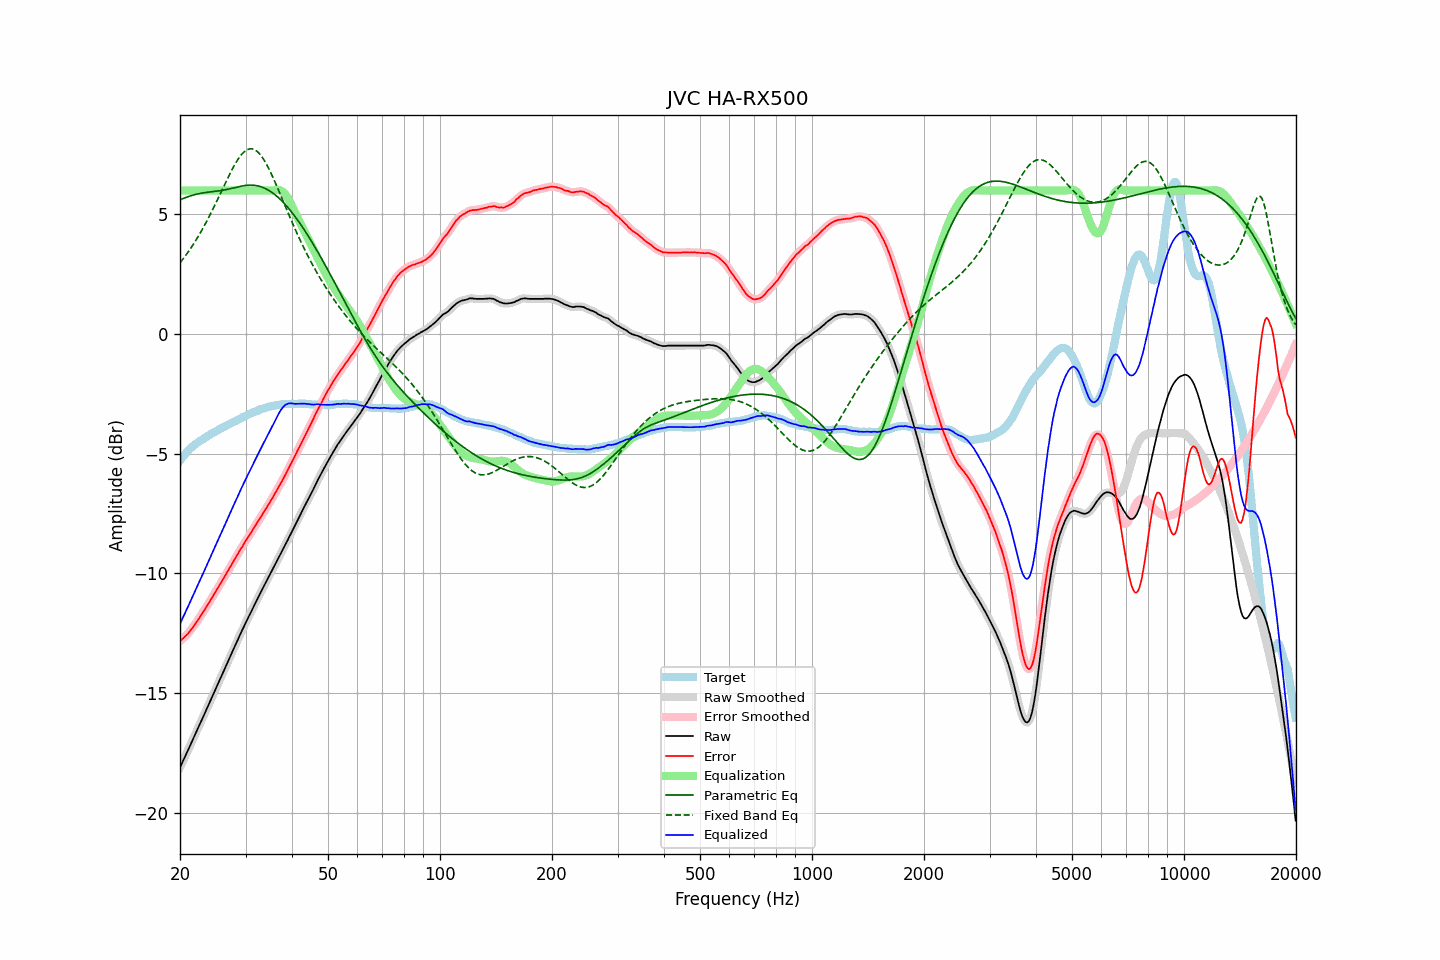 JVC HA-RX500
Amplitude (dBr)
5
0
−5
−10
−15
−20
Target
Raw Smoothed
Error Smoothed
Raw
Error
Equalization
Parametric Eq
Fixed Band Eq
Equalized
20 50 100 200 500 1000 2000 5000 10000 20000
Frequency (Hz)